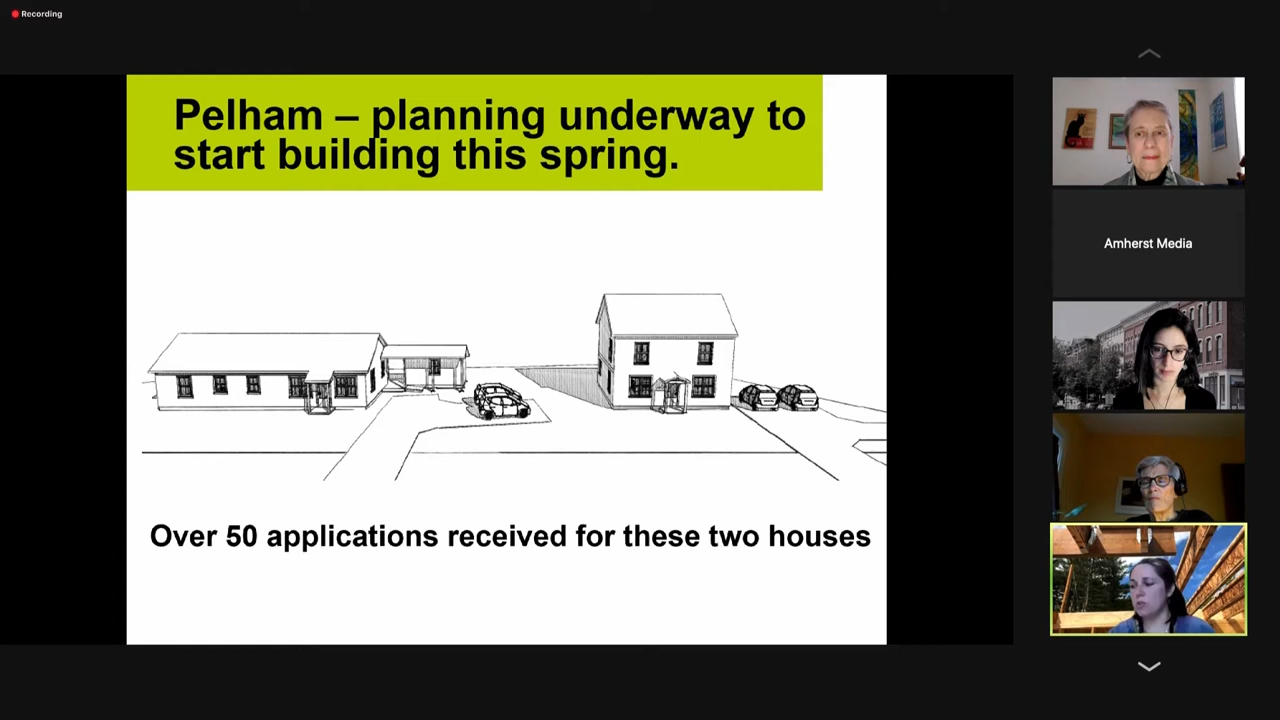 Recording
Pelham – planning underway to
start building this spring.
Over 50 applications received for these two houses
Amherst Media